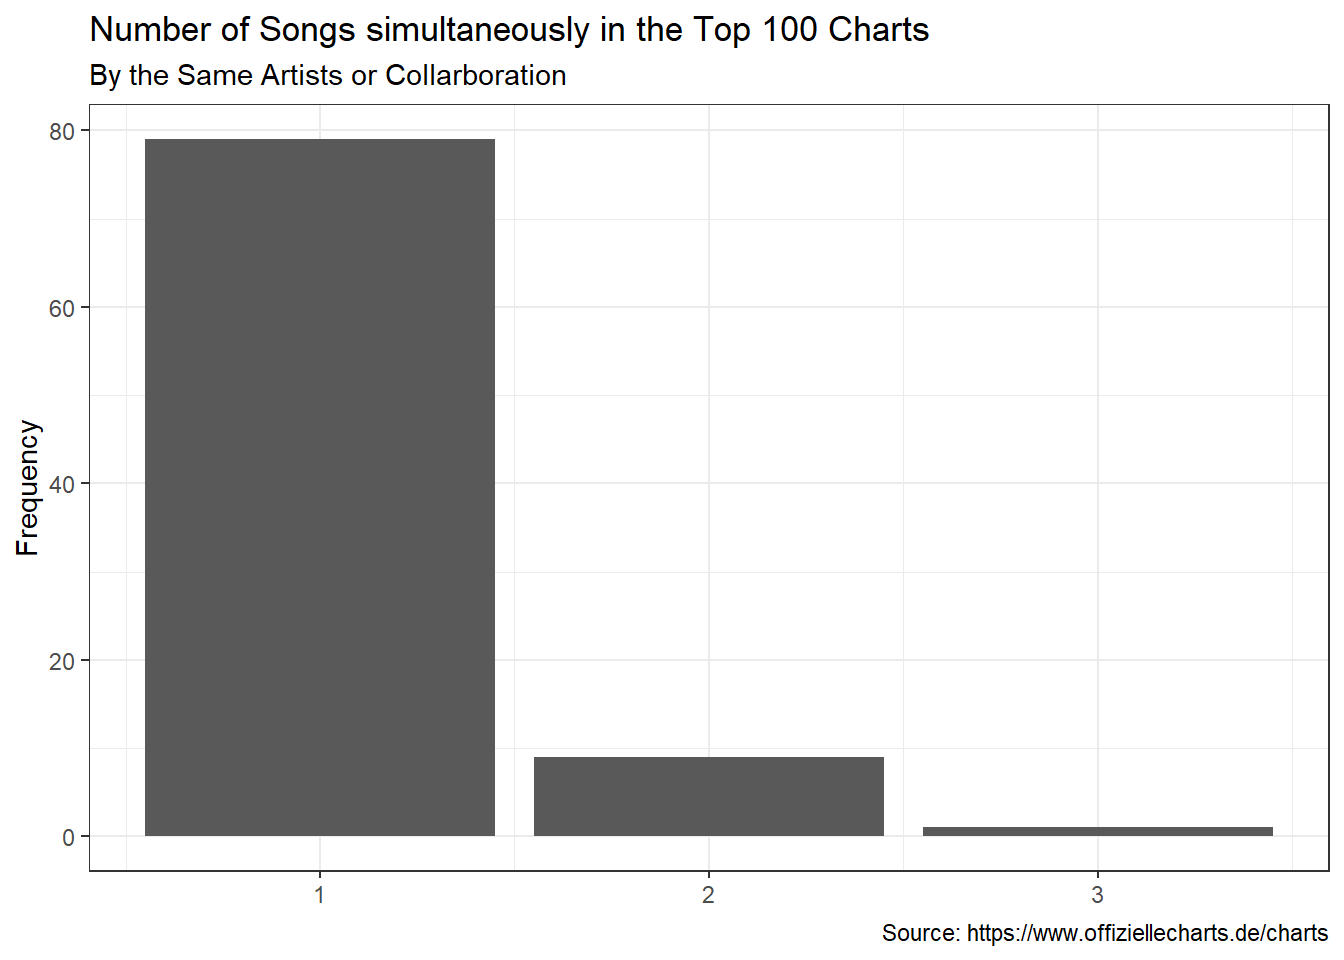 Number of Songs simultaneously in the Top 100 Charts
By the Same Artists or Collarboration
Frequency
80
60
40
20
0
1
2
3
Source: https://www.offiziellecharts.de/charts